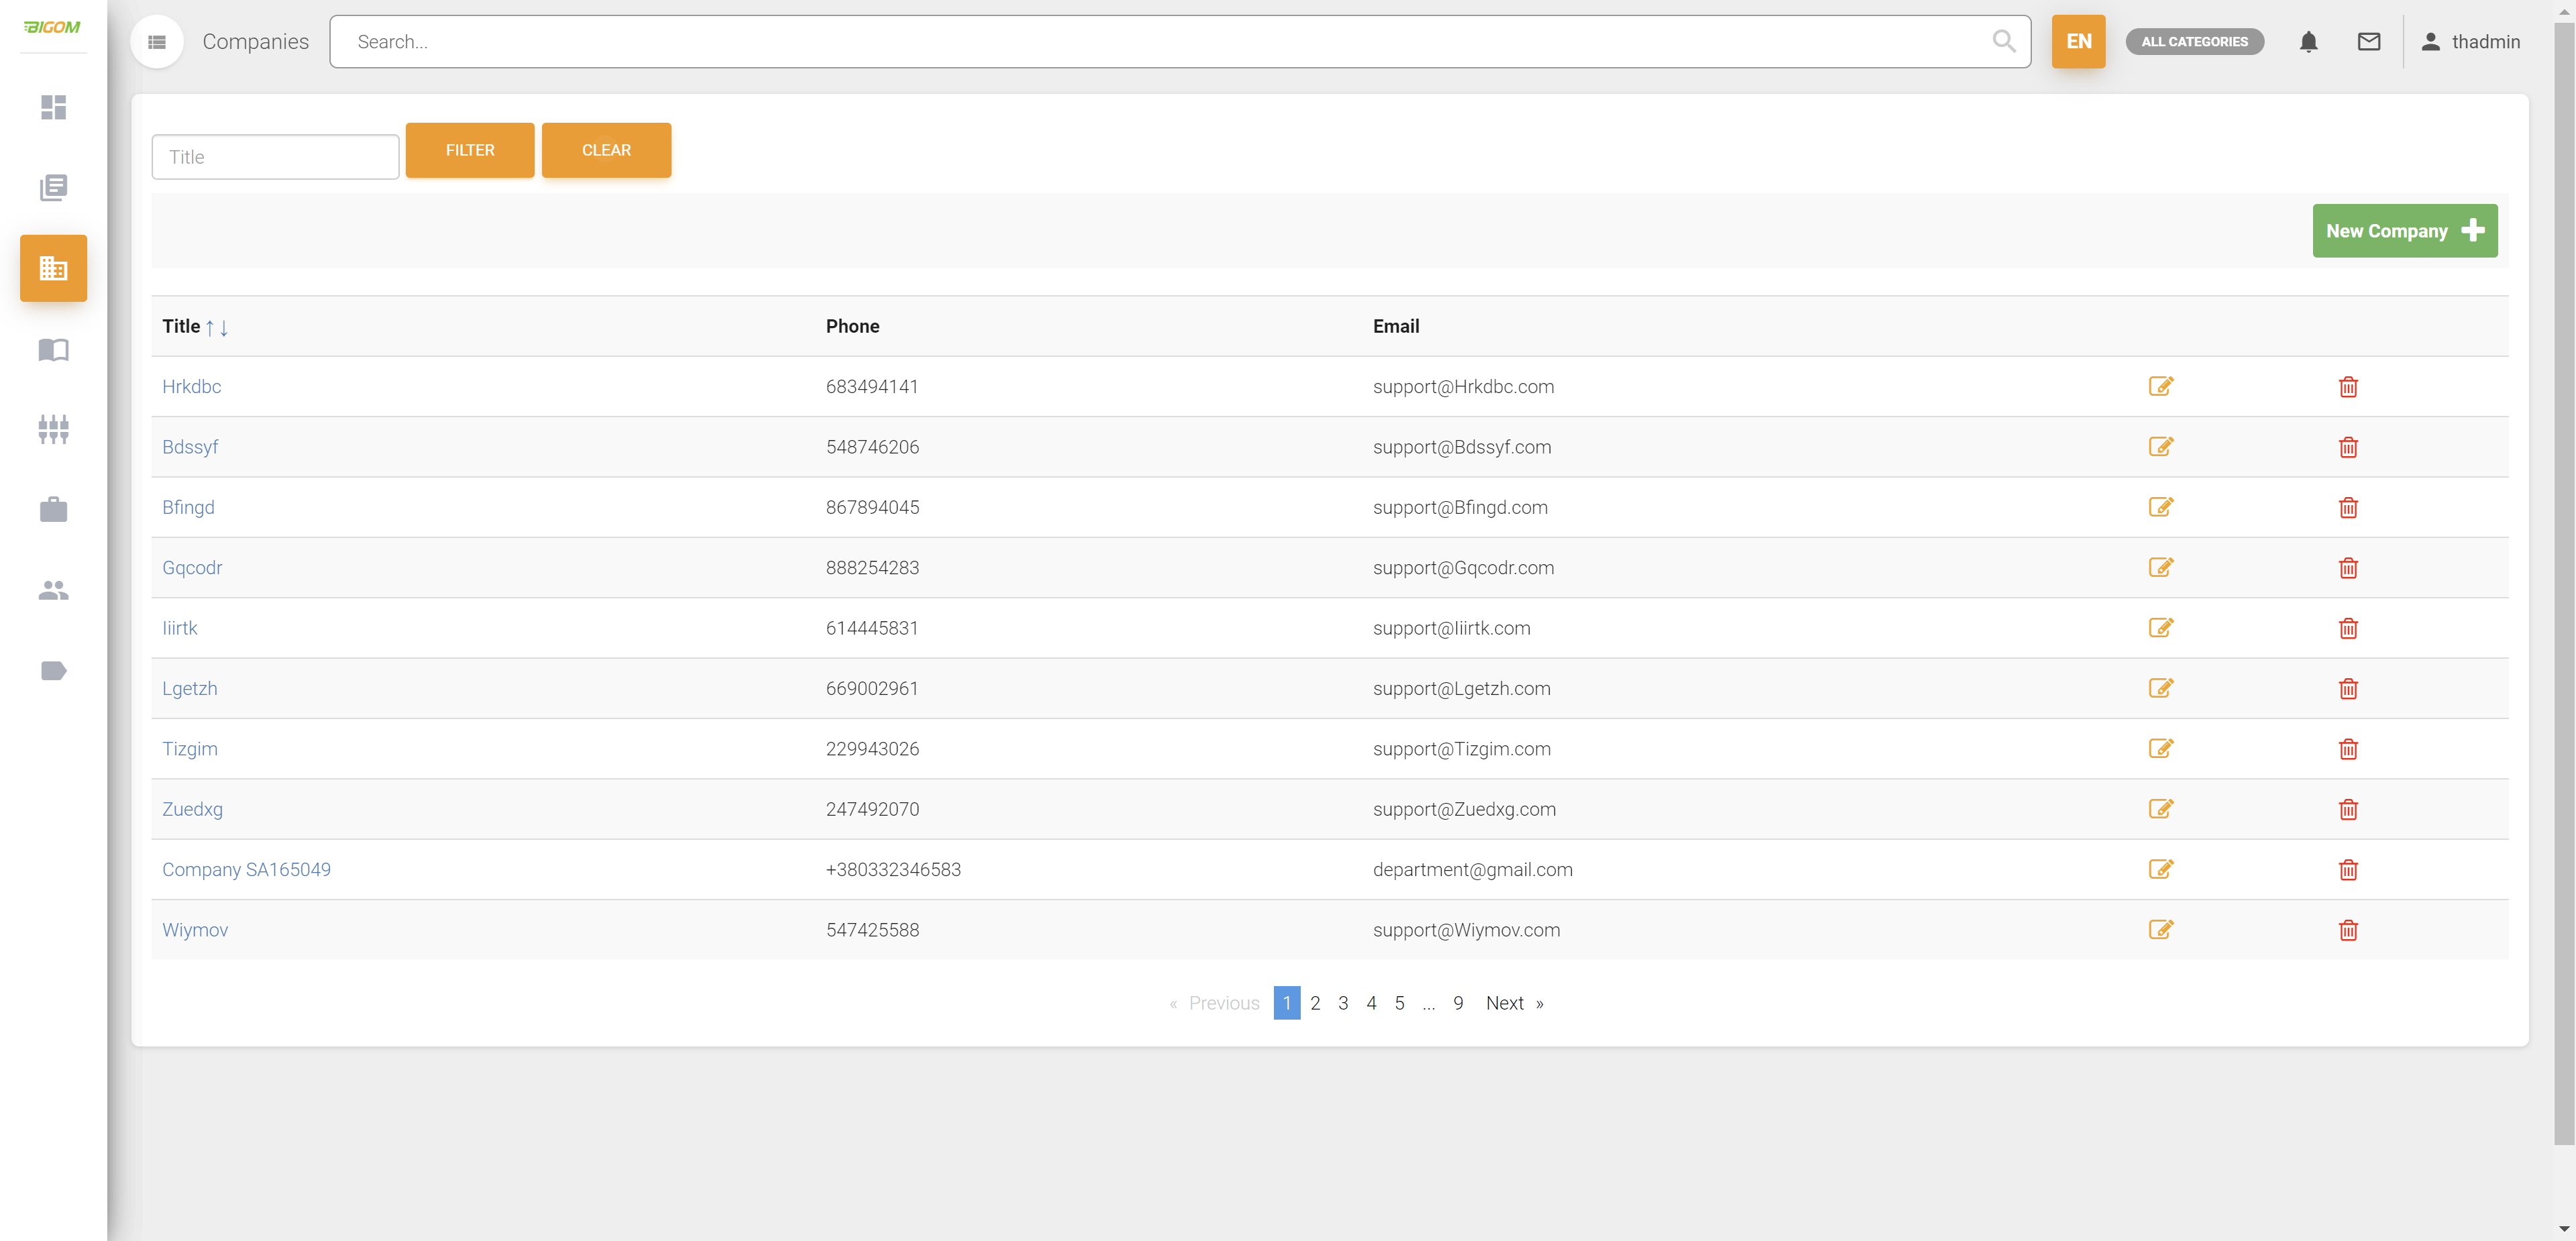 BIGOM
Companies Search... EN ALL CATEGORIES thadmin
Title FILTER CLEAR
New Company
Title ↑↓ Phone Email
Hrkdbc 683494141 support@Hrkdbc.com
Bdssyf 548746206 support@Bdssyf.com
Bfingd 867894045 support@Bfingd.com
Gqcodr 888254283 support@Gqcodr.com
Iiirtk 614445831 support@Iiirtk.com
Lgetzh 669002961 support@Lgetzh.com
Tizgim 229943026 support@Tizgim.com
Zuedxg 247492070 support@Zuedxg.com
Company SA165049 +380332346583 department@gmail.com
Wiymov 547425588 support@Wiymov.com
« Previous 1 2 3 4 5 ... 9 Next »